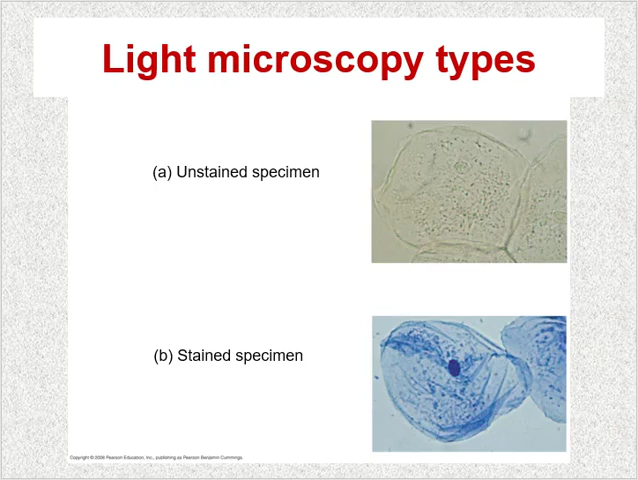 Light microscopy types
(a) Unstained specimen
(b) Stained specimen
Copyright © 2008 Pearson Education, Inc., publishing as Pearson Benjamin Cummings.